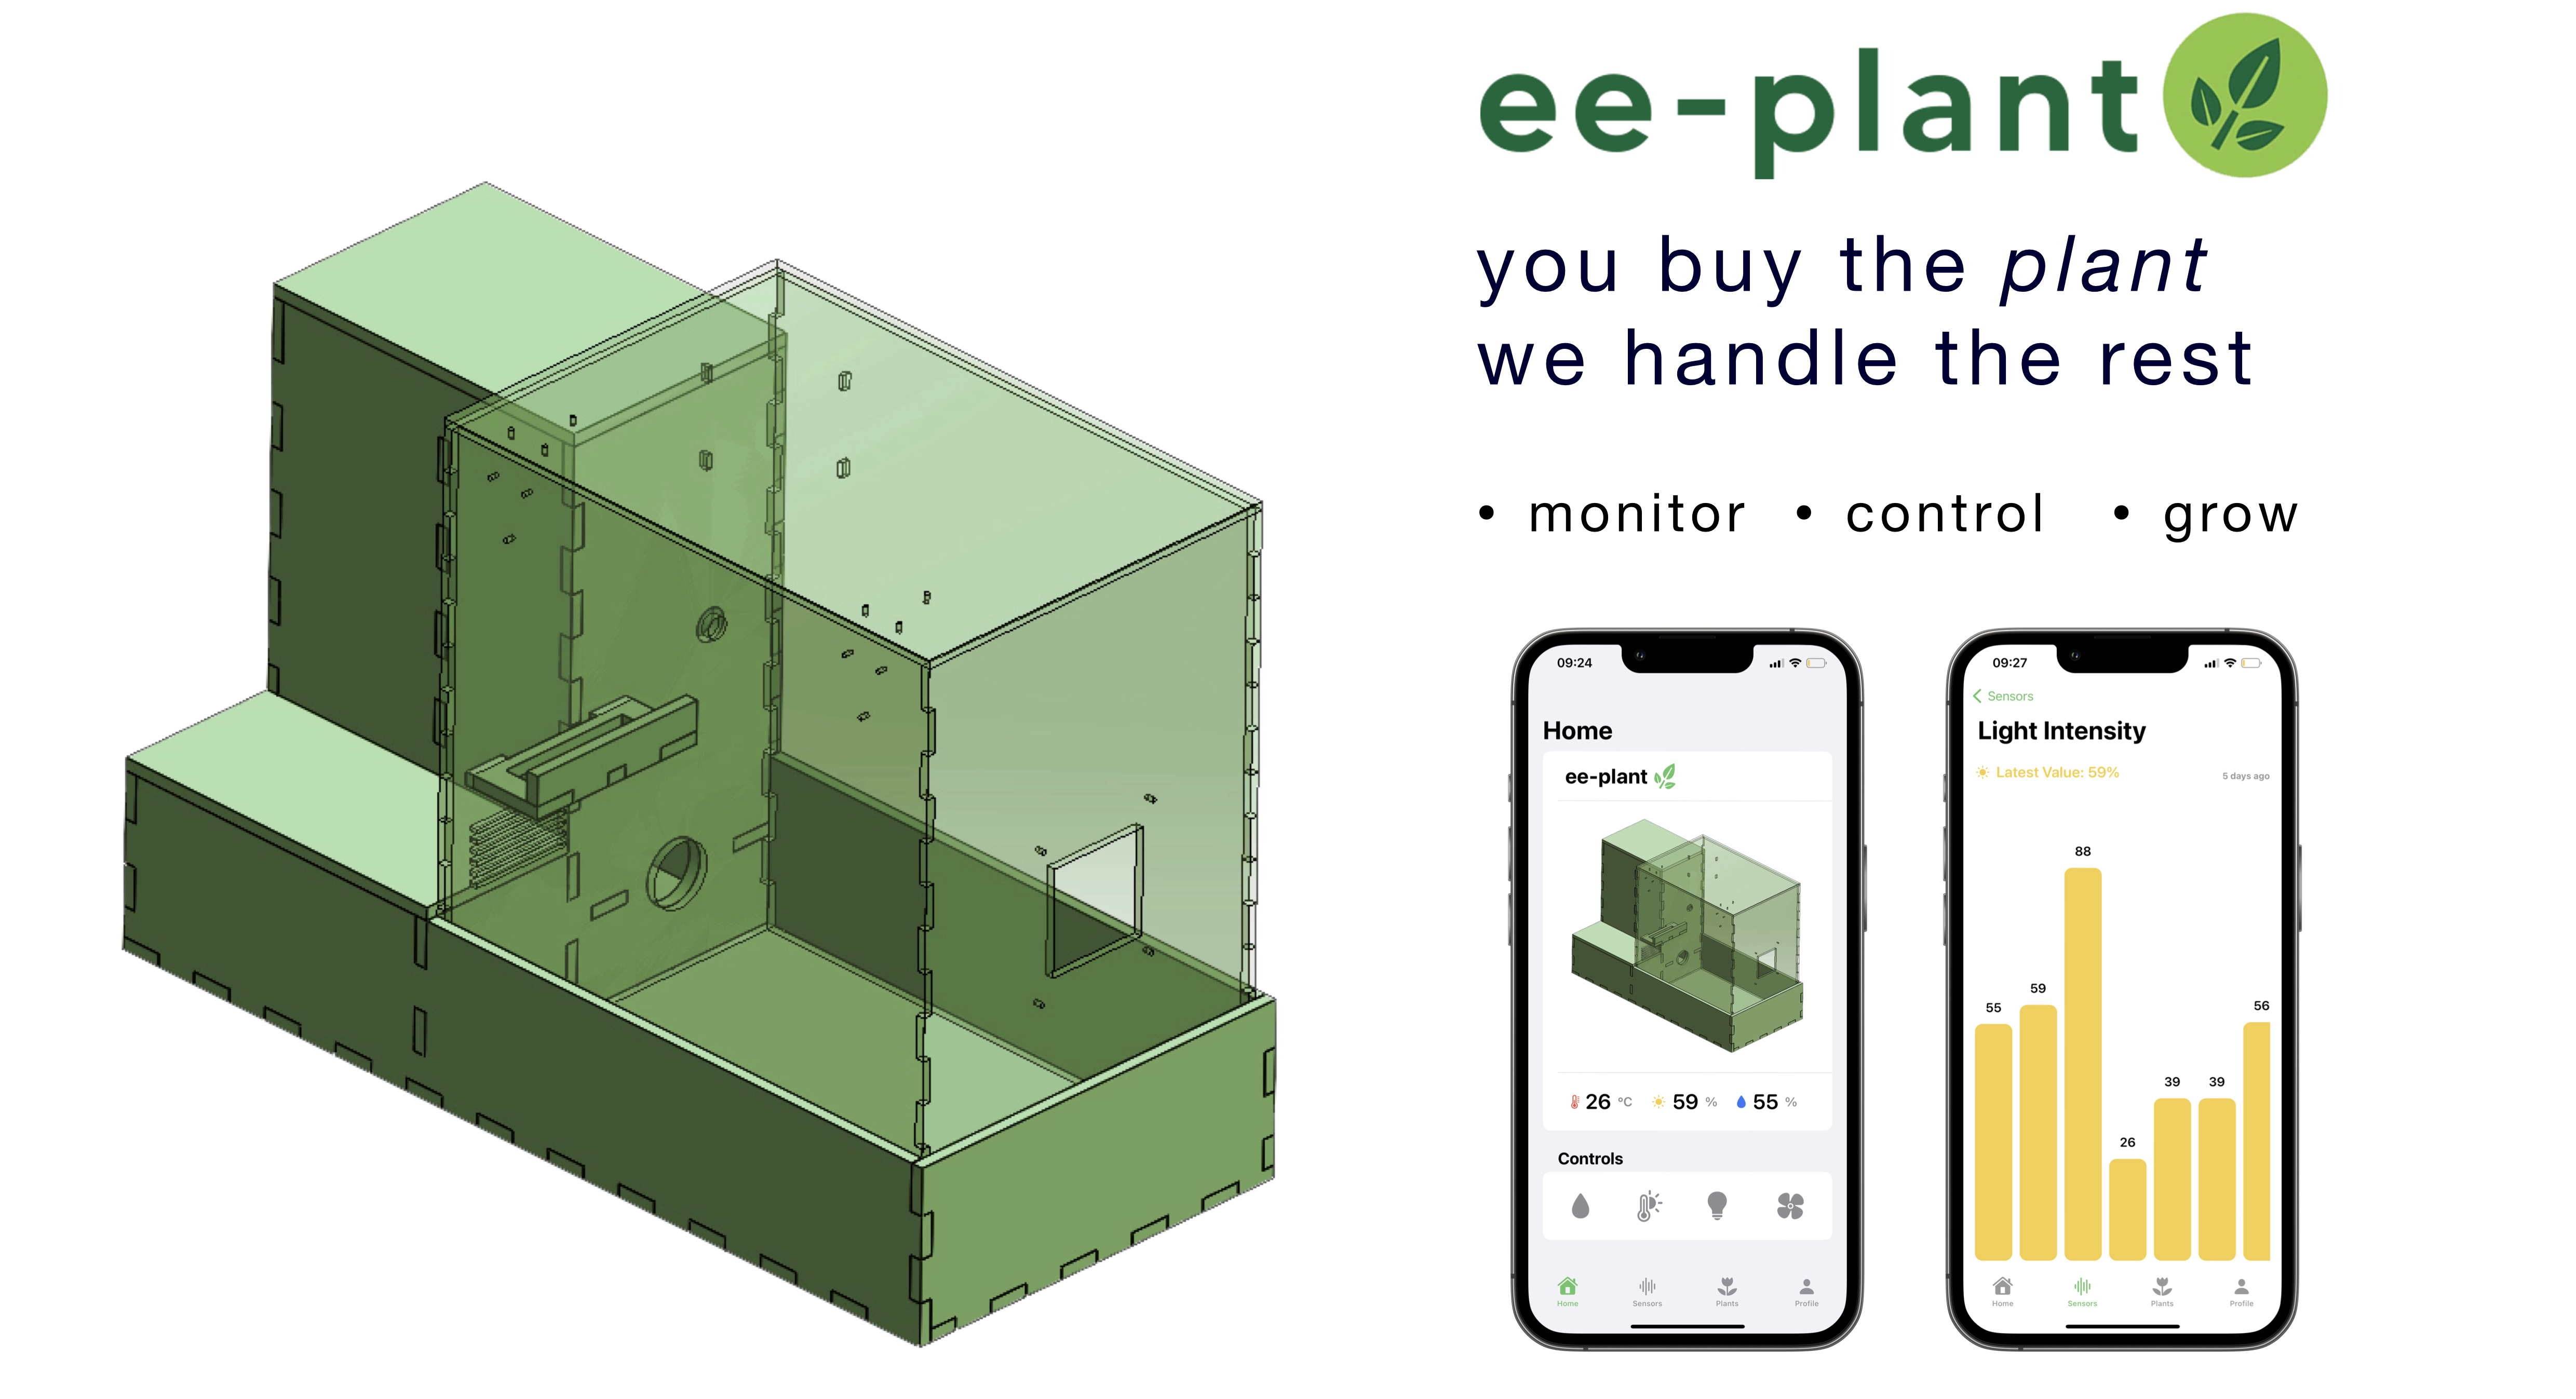 ee-plant
you buy the plant
we handle the rest
• monitor • control • grow
09:24
Home
ee-plant
26 °C 59 % 55 %
Controls
Home Sensors Plants Profile
09:27
Sensors
Light Intensity
Latest Value: 59% 5 days ago
55 59 88 26 39 39 56
Home Sensors Plants Profile